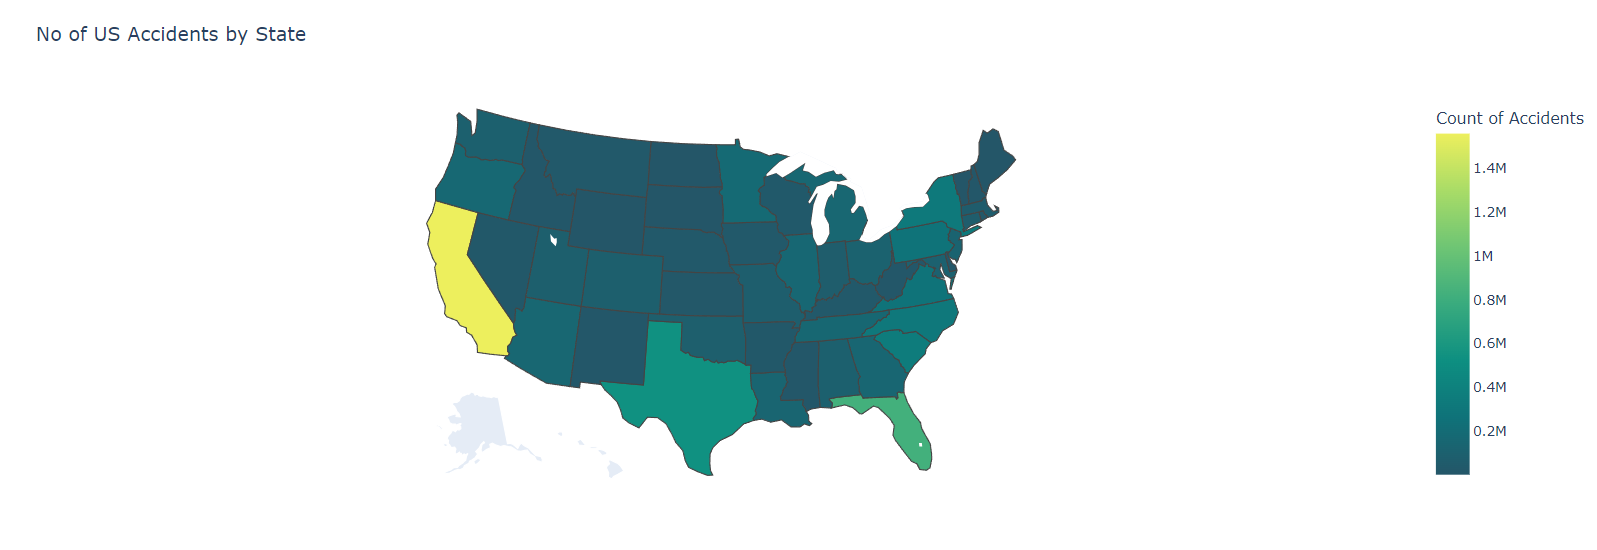 No of US Accidents by State
Count of Accidents
1.4M
1.2M
1M
0.8M
0.6M
0.4M
0.2M